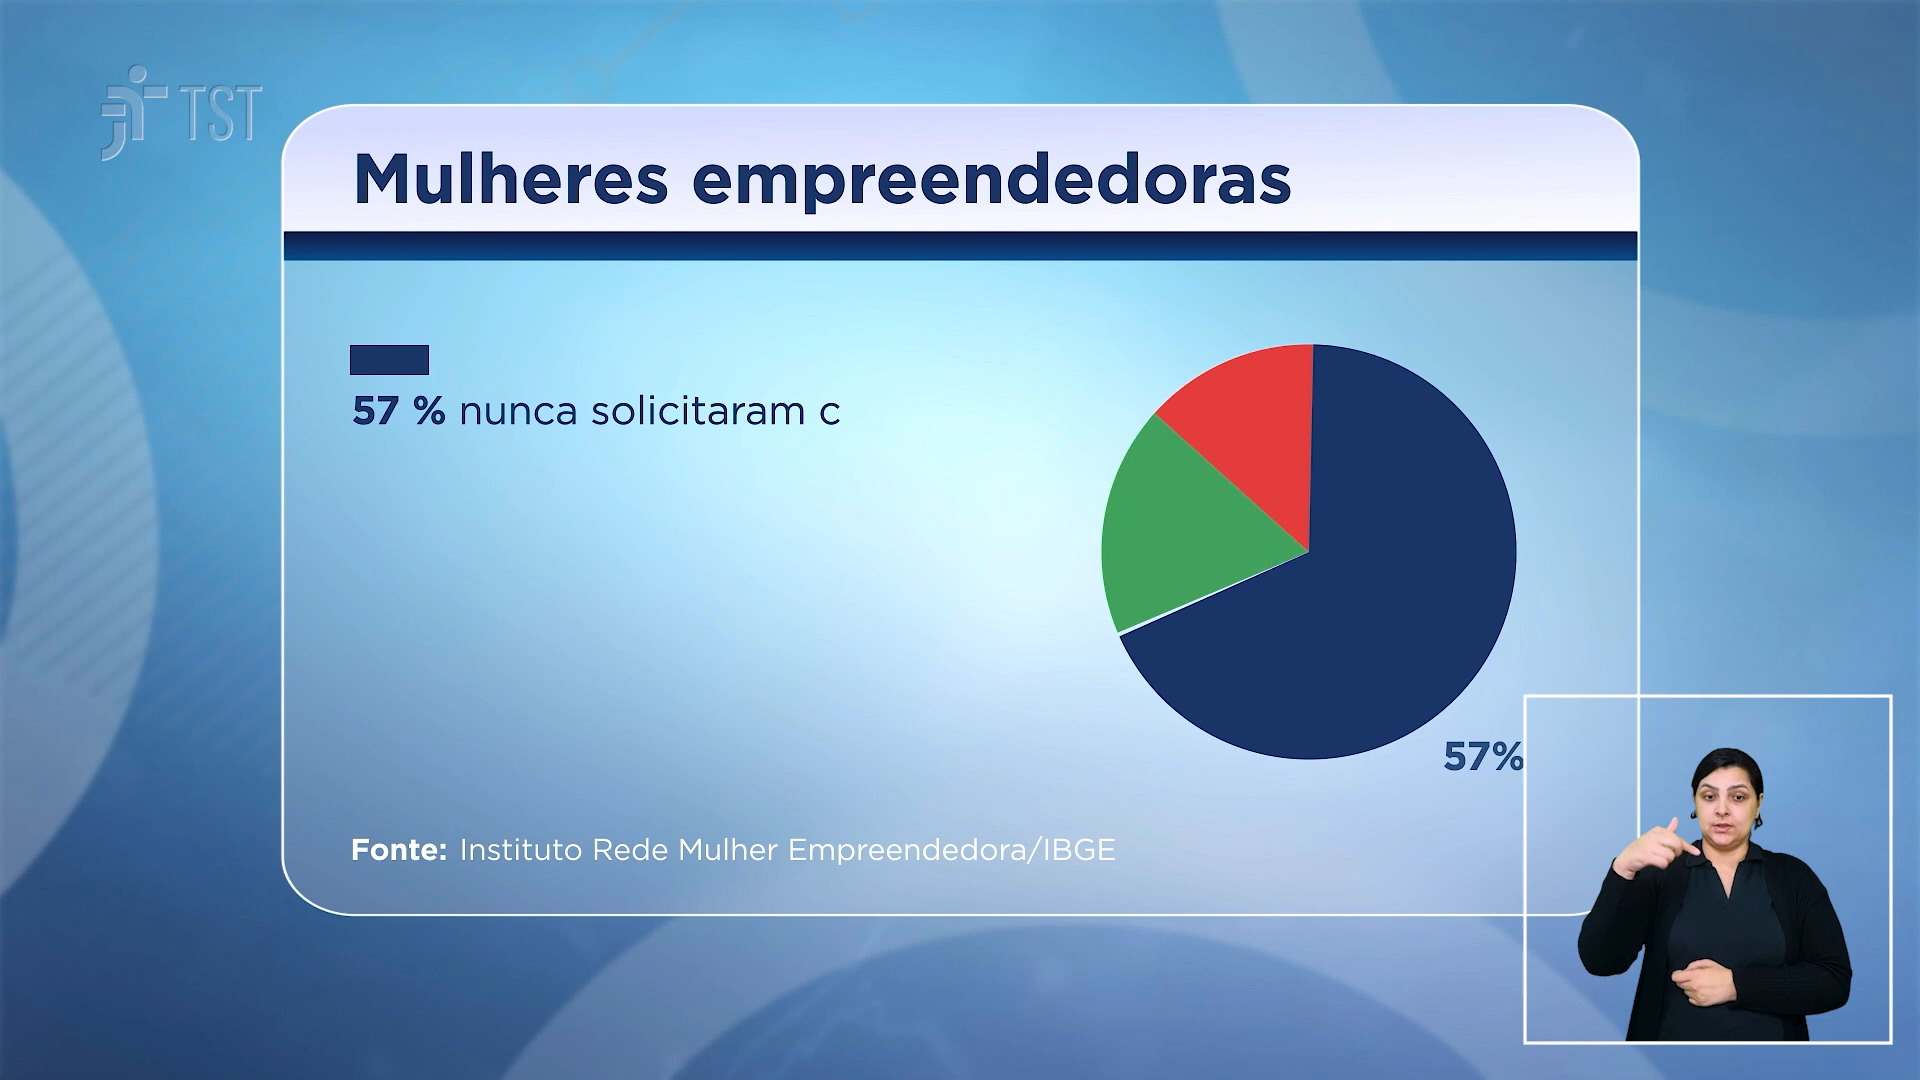 TST
Mulheres empreendedoras
57 % nunca solicitaram c
57%
Fonte: Instituto Rede Mulher Empreendedora/IBGE